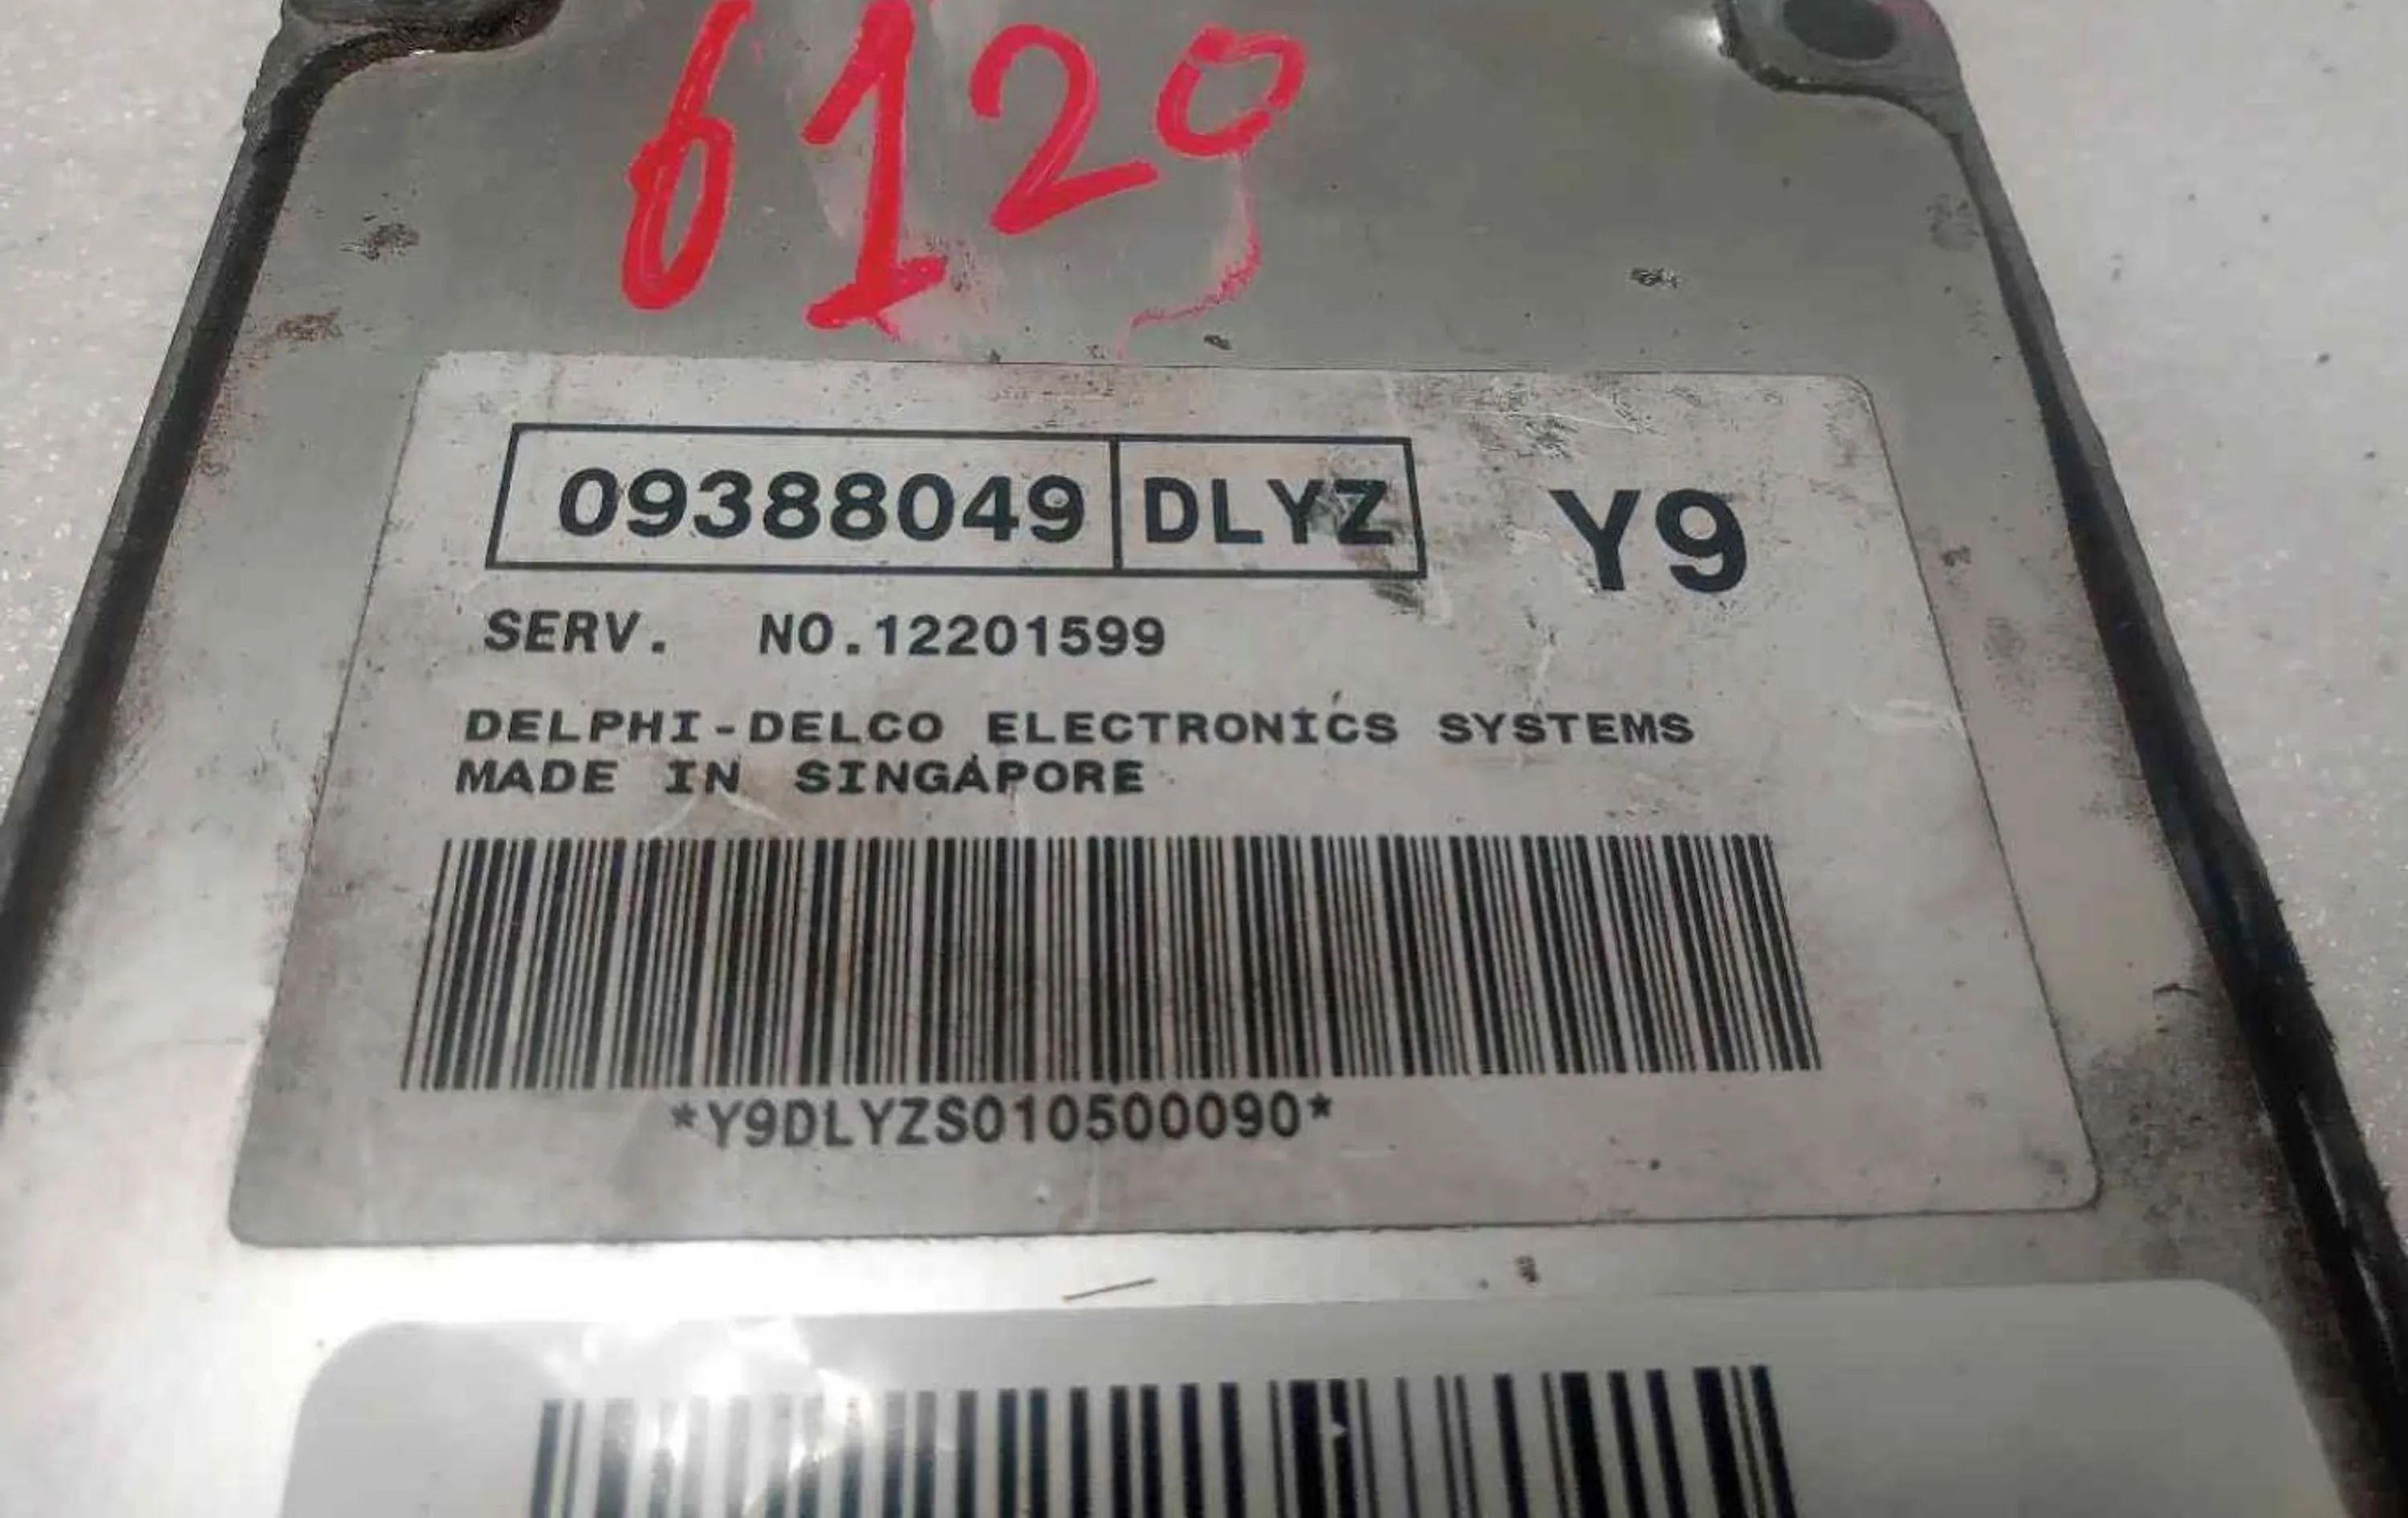 6120
09388049 DLYZ Y9
SERV. NO.12201599
DELPHI-DELCO ELECTRONICS SYSTEMS
MADE IN SINGAPORE
*Y9DLYZS010500090*